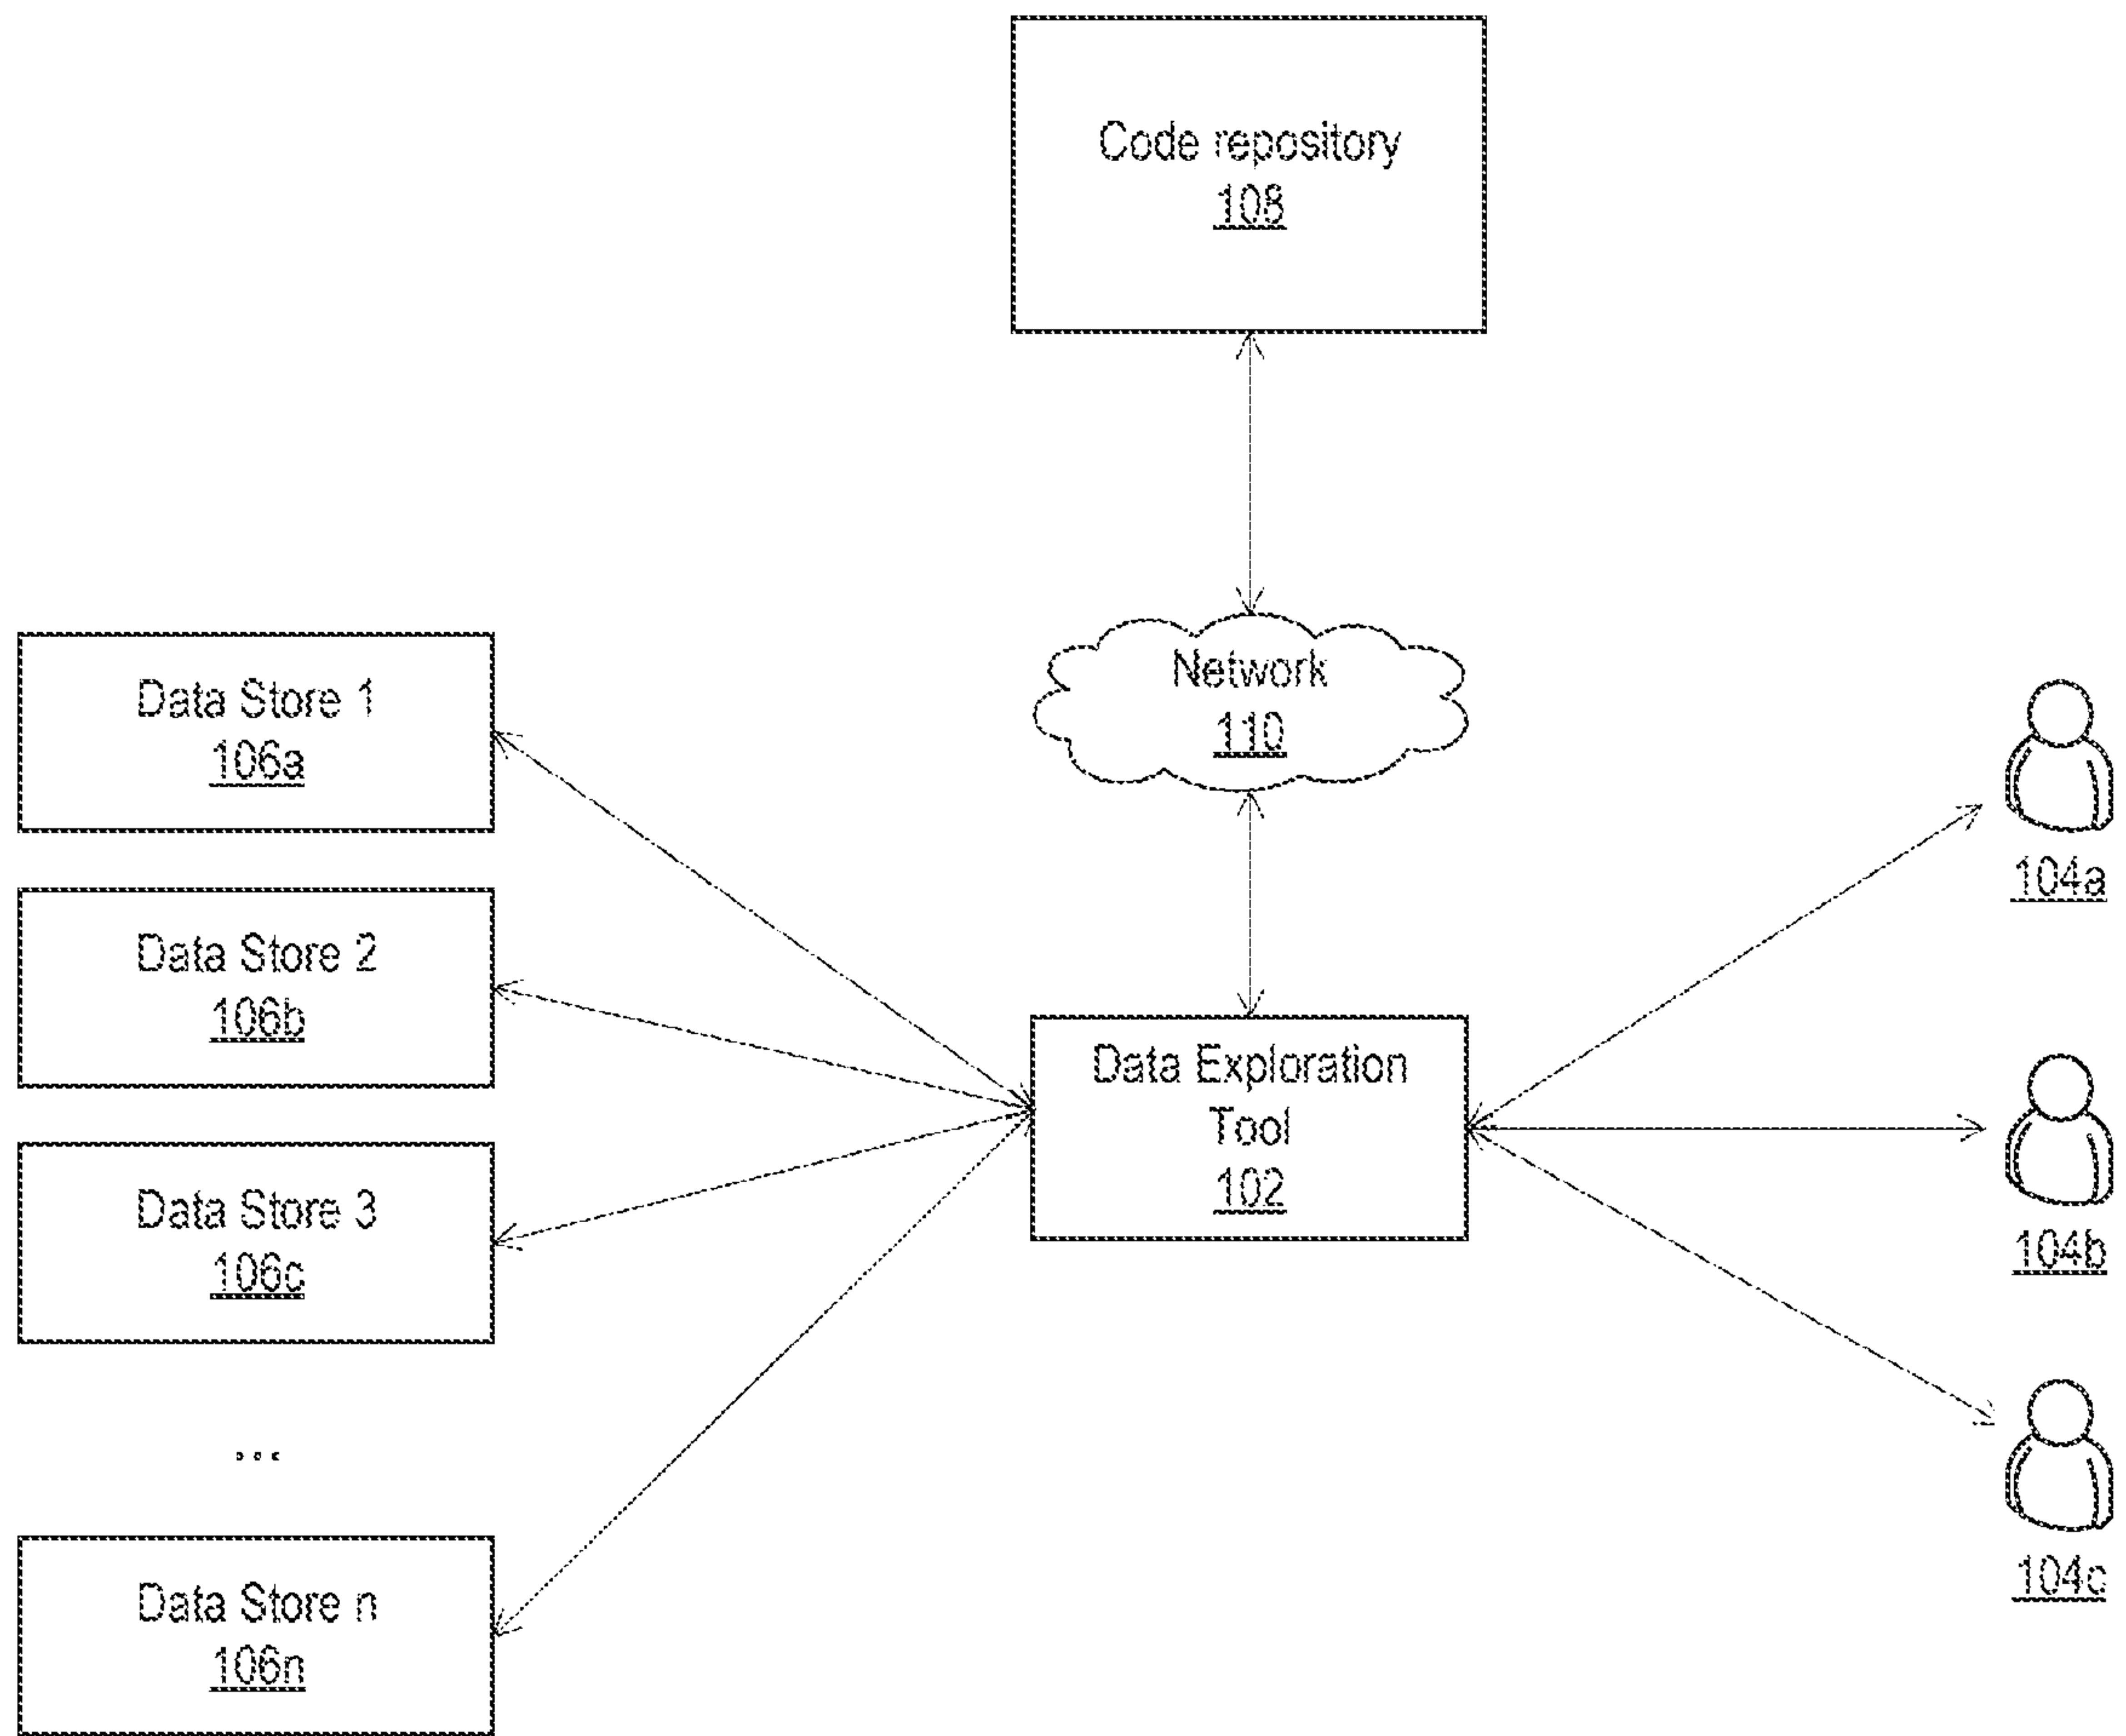 Code repository
108
Network
110
Data Store 1
106a
Data Store 2
106b
Data Store 3
106c
...
Data Store n
106n
Data Exploration
Tool
102
104a
104b
104c